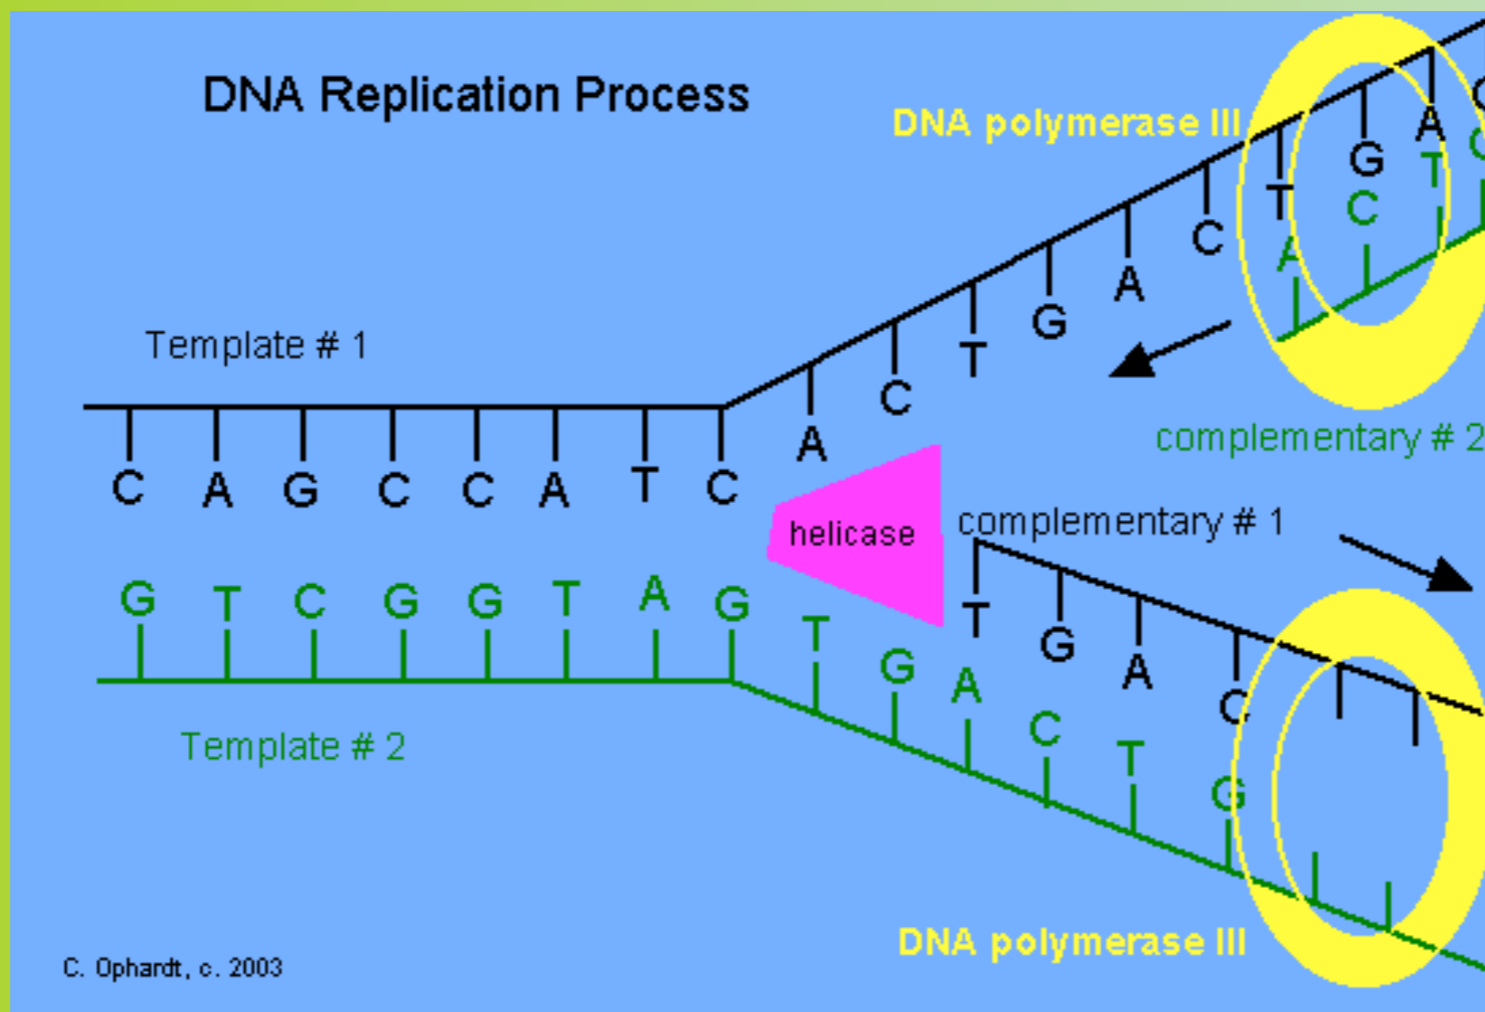 DNA Replication Process
DNA polymerase III
A
T
G
C
T
A
C
A
G
T
C
A
Template # 1
C A G C C A T C
complementary # 2
helicase
complementary # 1
G T C G G T A G T G A C T G
T G A C
Template # 2
DNA polymerase III
C. Ophardt, c. 2003